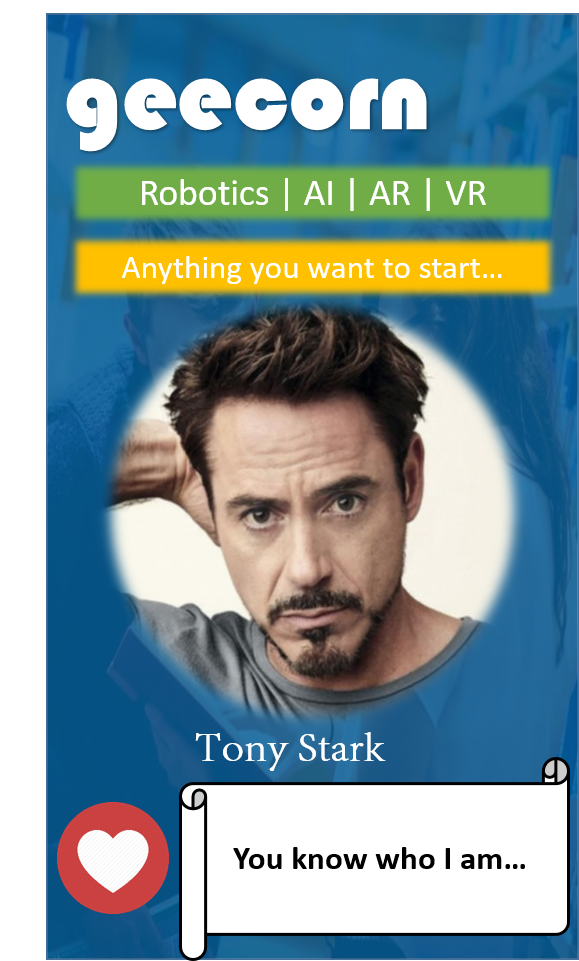 geecorn
Robotics | AI | AR | VR
Anything you want to start...
Tony Stark
You know who I am...